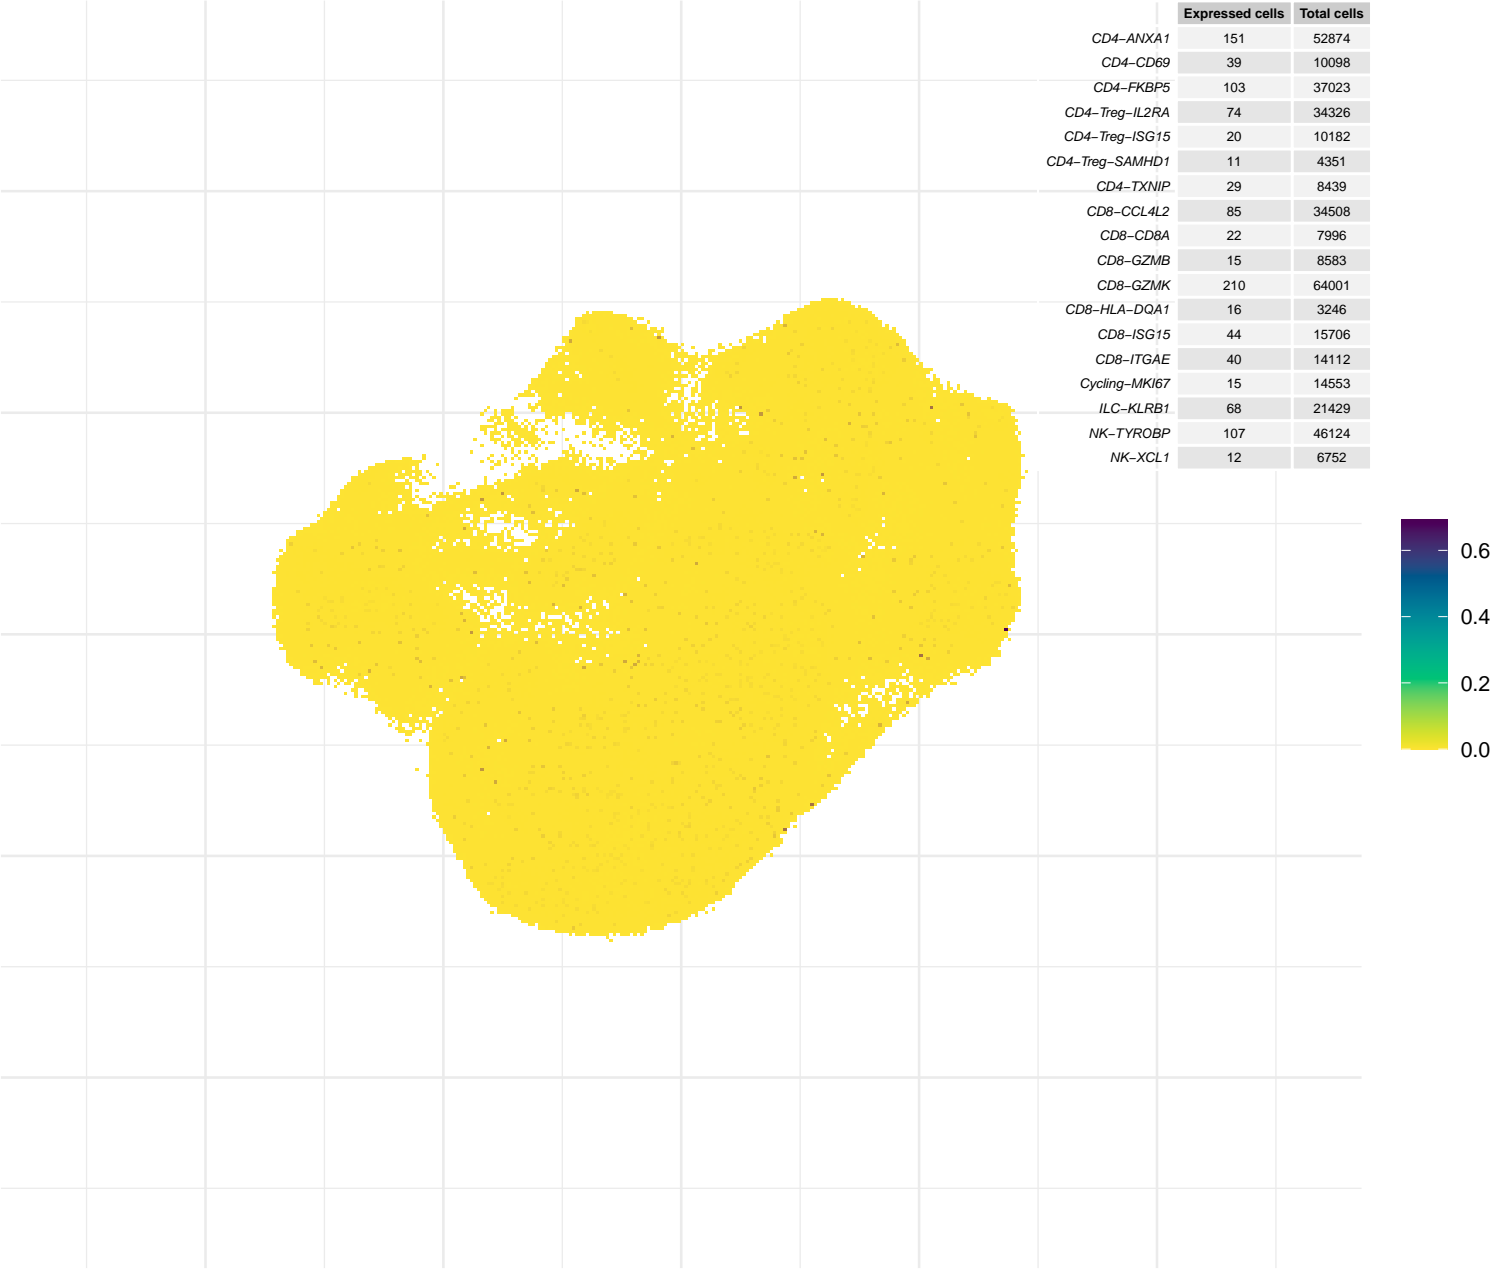 Expressed cells Total cells
CD4−ANXA1 151 52874
CD4−CD69 39 10098
CD4−FKBP5 103 37023
CD4−Treg−IL2RA 74 34326
CD4−Treg−ISG15 20 10182
CD4−Treg−SAMHD1 11 4351
CD4−TXNIP 29 8439
CD8−CCL4L2 85 34508
CD8−CD8A 22 7996
CD8−GZMB 15 8583
CD8−GZMK 210 64001
CD8−HLA−DQA1 16 3246
CD8−ISG15 44 15706
CD8−ITGAE 40 14112
Cycling−MKI67 15 14553
ILC−KLRB1 68 21429
NK−TYROBP 107 46124
NK−XCL1 12 6752
0.6
0.4
0.2
0.0